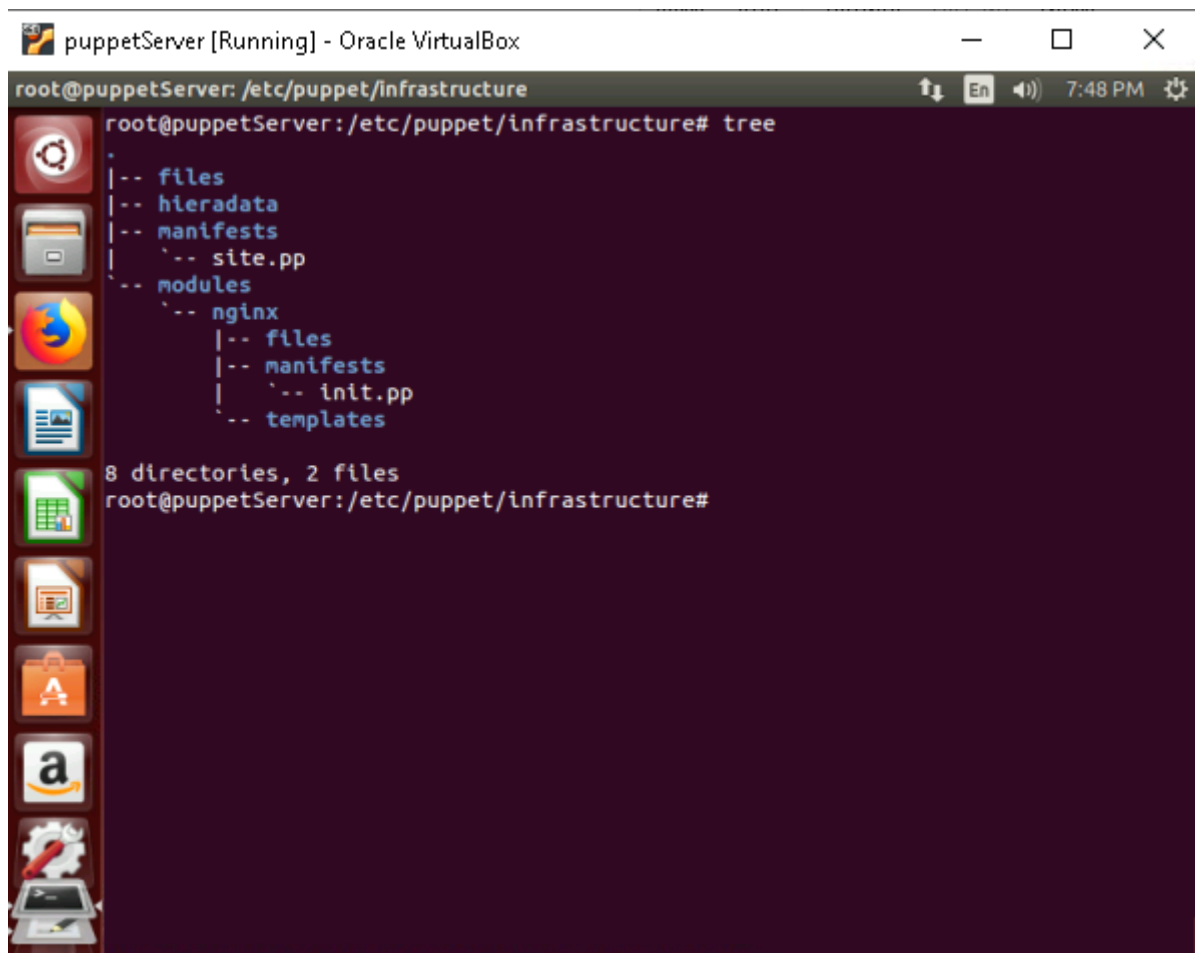 puppetServer [Running] - Oracle VirtualBox
root@puppetServer: /etc/puppet/infrastructure En 7:48 PM
root@puppetServer:/etc/puppet/infrastructure# tree
.
|-- files
|-- hieradata
|-- manifests
|   `-- site.pp
`-- modules
    `-- nginx
        |-- files
        |-- manifests
        |   `-- init.pp
        `-- templates
8 directories, 2 files
root@puppetServer:/etc/puppet/infrastructure#
A
a
>_